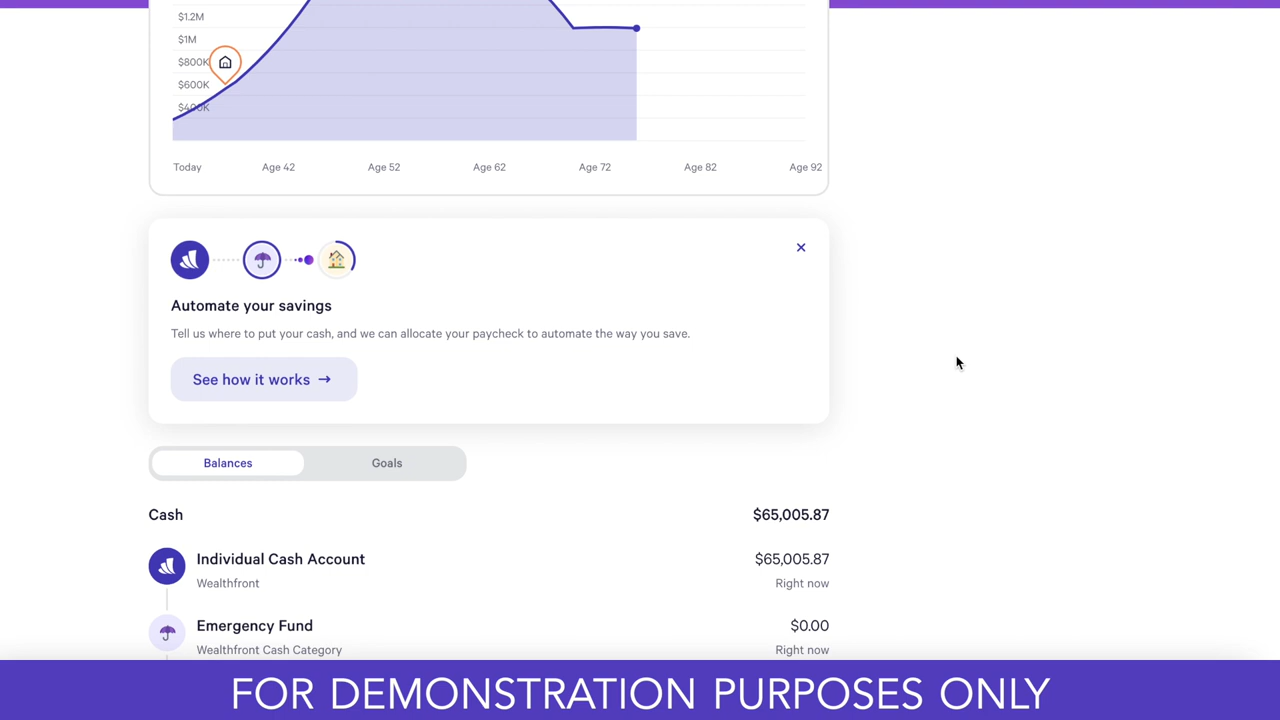 $1.2M
$1M
$800K
$600K
$400K
Today Age 42 Age 52 Age 62 Age 72 Age 82 Age 92
Automate your savings
Tell us where to put your cash, and we can allocate your paycheck to automate the way you save.
See how it works →
Balances Goals
Cash $65,005.87
Individual Cash Account $65,005.87
Wealthfront Right now
Emergency Fund $0.00
Wealthfront Cash Category Right now
FOR DEMONSTRATION PURPOSES ONLY